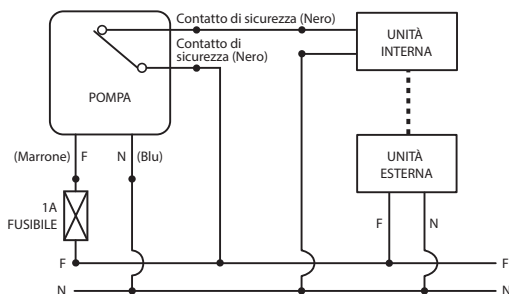 Contatto di sicurezza (Nero)
Contatto di
sicurezza (Nero)
UNITÀ
INTERNA
POMPA
(Marrone) F
N (Blu)
UNITÀ
ESTERNA
1A
FUSIBILE
F
N
F
F
N
N